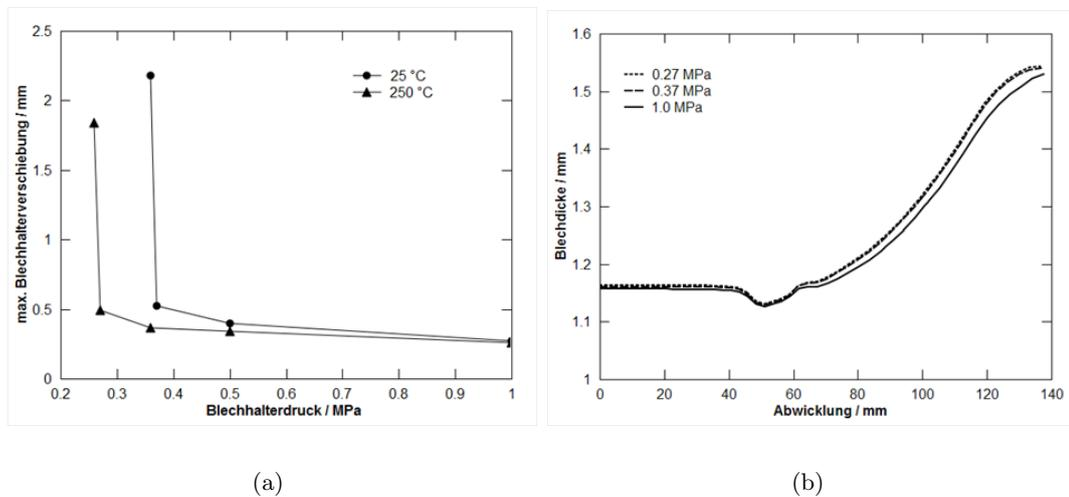 2.5
2
1.5
1
0.5
0
0.2 0.3 0.4 0.5 0.6 0.7 0.8 0.9 1
max. Blechhalterverschiebung / mm
Blechhalterdruck / MPa
25 °C
250 °C
(a)
1.6
1.5
1.4
1.3
1.2
1.1
1
0 20 40 60 80 100 120 140
Blechdicke / mm
Abwicklung / mm
0.27 MPa
0.37 MPa
1.0 MPa
(b)